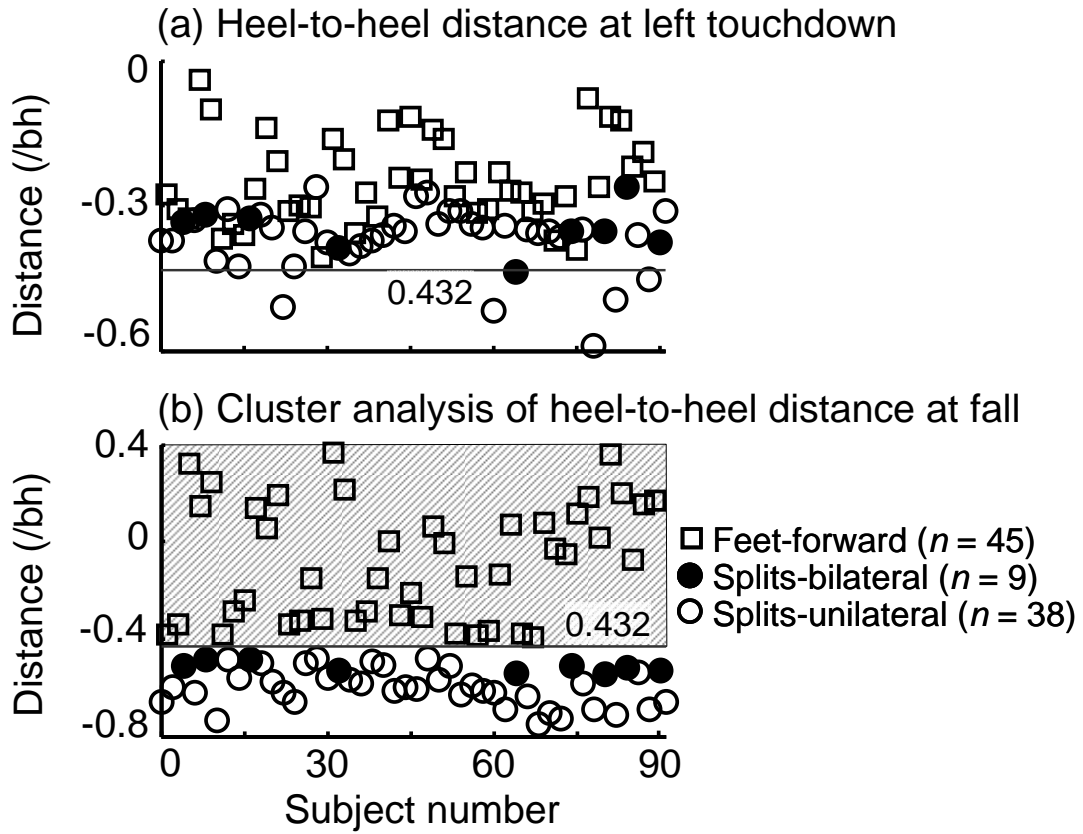 (a) Heel-to-heel distance at left touchdown
0
-0.3
-0.6
Distance (/bh)
0.432
(b) Cluster analysis of heel-to-heel distance at fall
0.4
0
-0.4
-0.8
Distance (/bh)
0.432
Feet-forward (n = 45)
Splits-bilateral (n = 9)
Splits-unilateral (n = 38)
0 30 60 90
Subject number